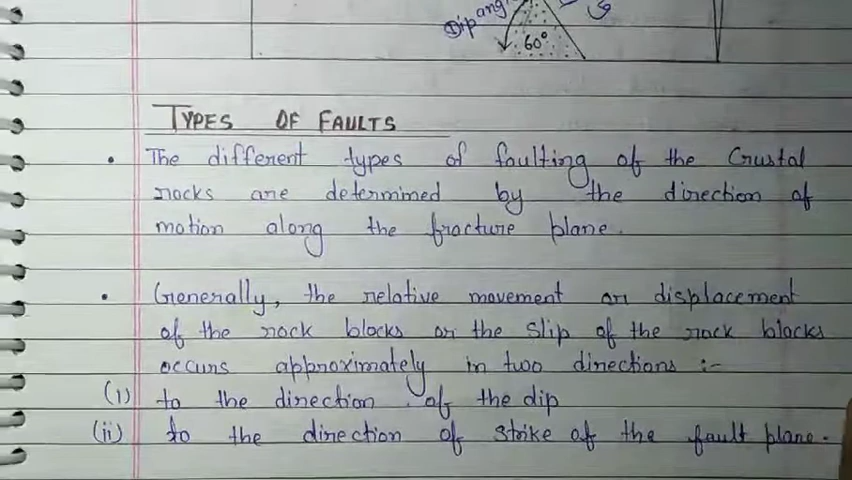 Dip ang
60°
TYPES OF FAULTS
• The different types of faulting of the Crustal
rocks are determined by the direction of
motion along the fracture plane.
• Generally, the relative movement or displacement
of the rock blocks or the slip of the rock blocks
occurs approximately in two directions :-
(i) to the direction of the dip
(ii) to the direction of strike of the fault plane.